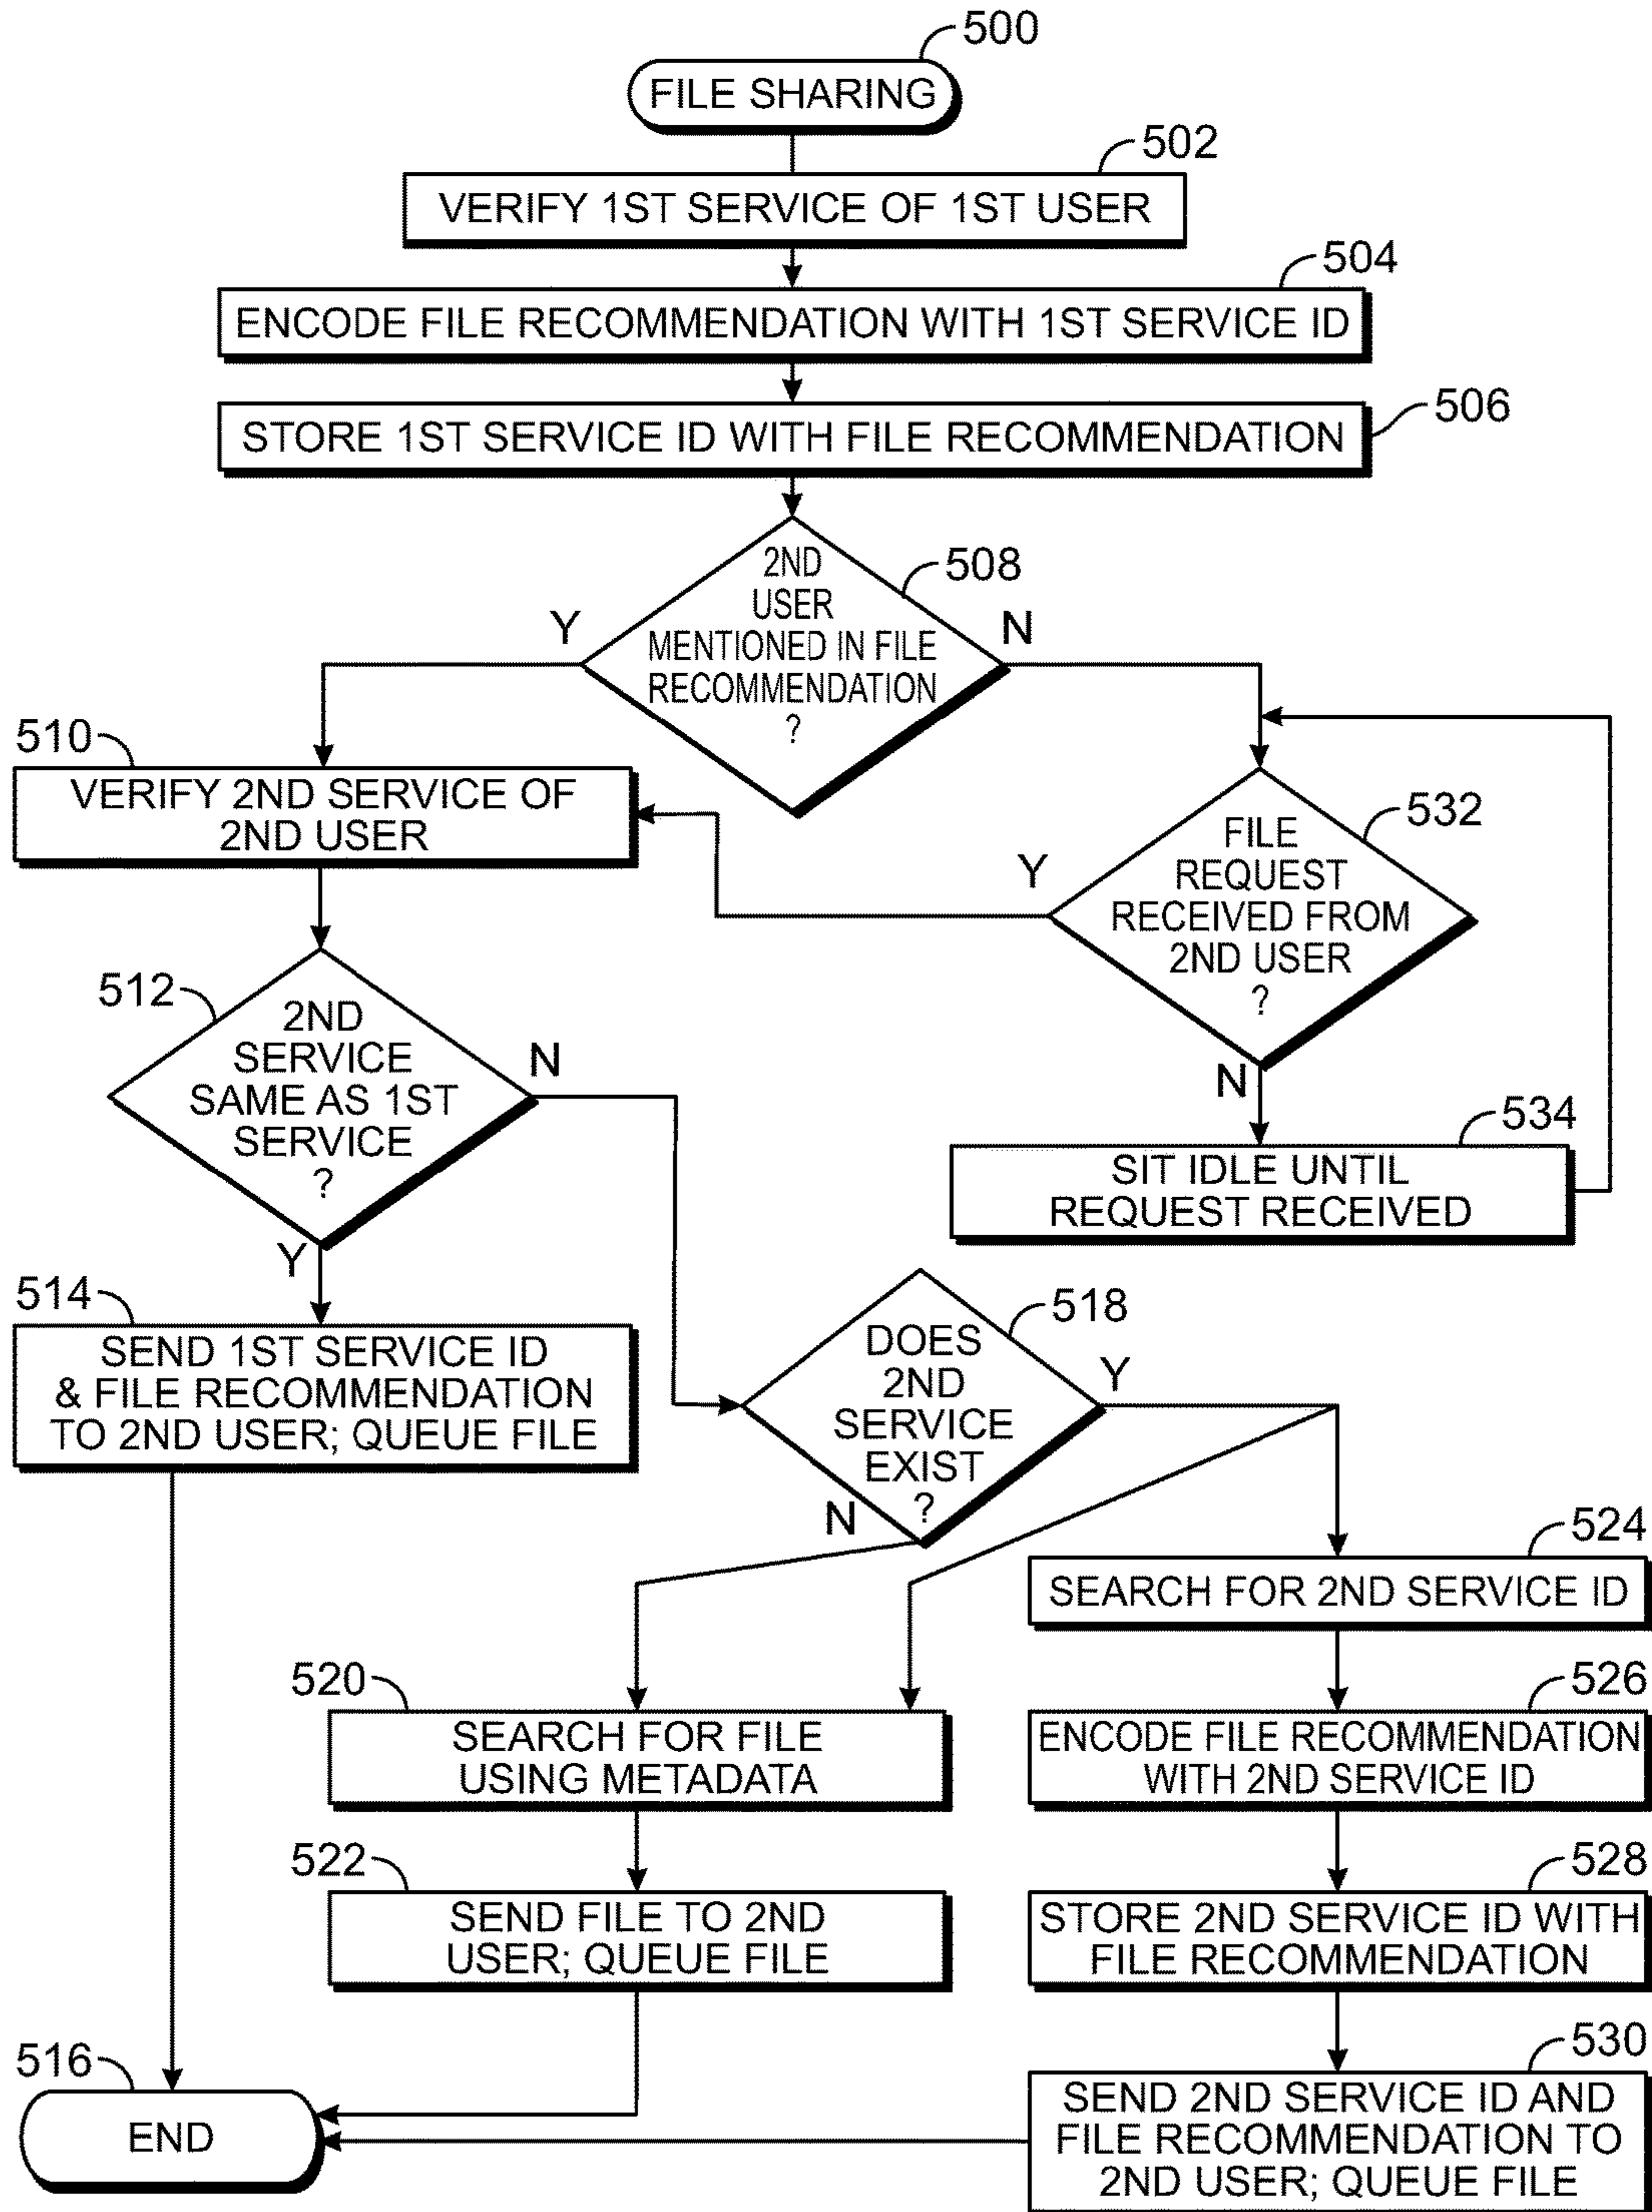 500
FILE SHARING
502
VERIFY 1ST SERVICE OF 1ST USER
504
ENCODE FILE RECOMMENDATION WITH 1ST SERVICE ID
506
STORE 1ST SERVICE ID WITH FILE RECOMMENDATION
508
2ND
USER
MENTIONED IN FILE
RECOMMENDATION
?
Y
N
510
VERIFY 2ND SERVICE OF
2ND USER
532
FILE
REQUEST
RECEIVED FROM
2ND USER
?
Y
N
534
SIT IDLE UNTIL
REQUEST RECEIVED
512
2ND
SERVICE
SAME AS 1ST
SERVICE
?
N
Y
514
SEND 1ST SERVICE ID
& FILE RECOMMENDATION
TO 2ND USER; QUEUE FILE
518
DOES
2ND
SERVICE
EXIST
?
Y
N
524
SEARCH FOR 2ND SERVICE ID
520
SEARCH FOR FILE
USING METADATA
526
ENCODE FILE RECOMMENDATION
WITH 2ND SERVICE ID
522
SEND FILE TO 2ND
USER; QUEUE FILE
528
STORE 2ND SERVICE ID WITH
FILE RECOMMENDATION
516
END
530
SEND 2ND SERVICE ID AND
FILE RECOMMENDATION TO
2ND USER; QUEUE FILE